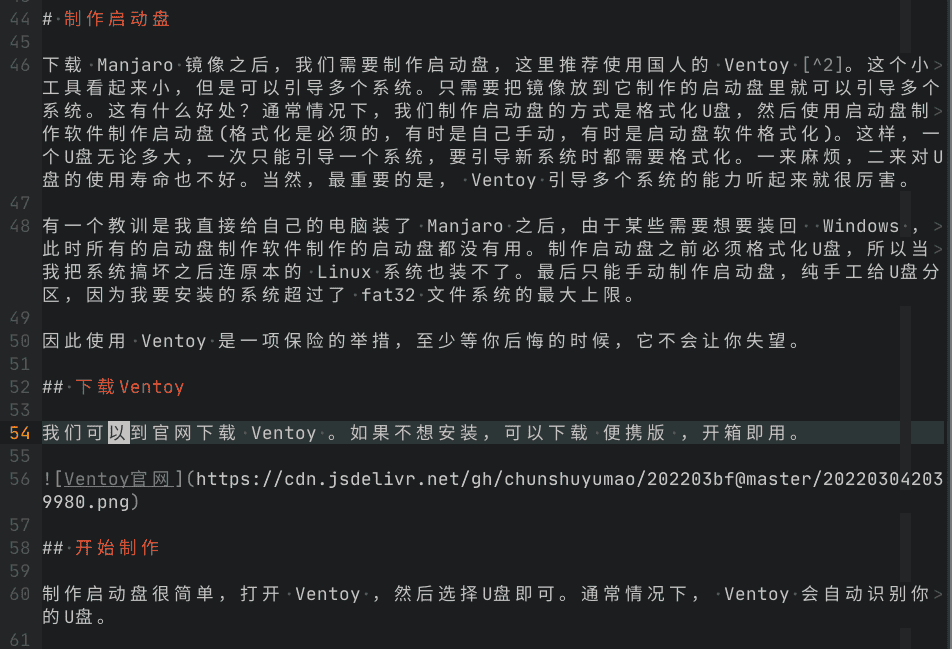 44 # 制作启动盘
45
46 下载 Manjaro 镜像之后，我们需要制作启动盘，这里推荐使用国人的 Ventoy [^2]。这个小
工具看起来小，但是可以引导多个系统。只需要把镜像放到它制作的启动盘里就可以引导多个
系统。这有什么好处？通常情况下，我们制作启动盘的方式是格式化U盘，然后使用启动盘制
作软件制作启动盘(格式化是必须的，有时是自己手动，有时是启动盘软件格式化)。这样，一
个U盘无论多大，一次只能引导一个系统，要引导新系统时都需要格式化。一来麻烦，二来对U
盘的使用寿命也不好。当然，最重要的是， Ventoy 引导多个系统的能力听起来就很厉害。
47
48 有一个教训是我直接给自己的电脑装了 Manjaro 之后，由于某些需要想要装回  Windows ，
此时所有的启动盘制作软件制作的启动盘都没有用。制作启动盘之前必须格式化U盘，所以当
我把系统搞坏之后连原本的 Linux 系统也装不了。最后只能手动制作启动盘，纯手工给U盘分
区，因为我要安装的系统超过了 fat32 文件系统的最大上限。
49
50 因此使用 Ventoy 是一项保险的举措，至少等你后悔的时候，它不会让你失望。
51
52 ## 下载Ventoy
53
54 我们可以到官网下载 Ventoy 。如果不想安装，可以下载 便携版 ，开箱即用。
55
56 ![Ventoy官网](https://cdn.jsdelivr.net/gh/chunshuyumao/202203bf@master/20220304203
9980.png)
57
58 ## 开始制作
59
60 制作启动盘很简单，打开 Ventoy ，然后选择U盘即可。通常情况下， Ventoy 会自动识别你
的U盘。
61